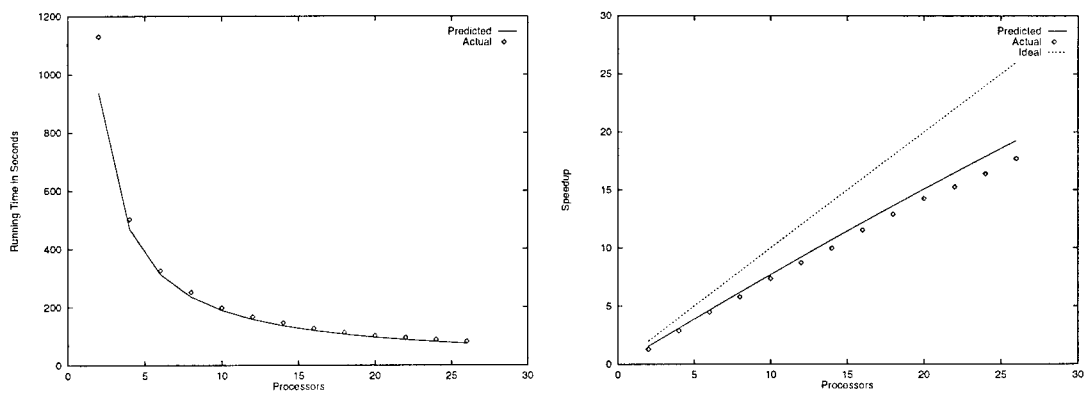 1200
1000
800
600
400
200
0
Running Time in Seconds
Predicted
Actual
0 5 10 15 20 25 30
Processors
30
25
20
15
10
5
0
Speedup
Predicted
Actual
Ideal
0 5 10 15 20 25 30
Processors